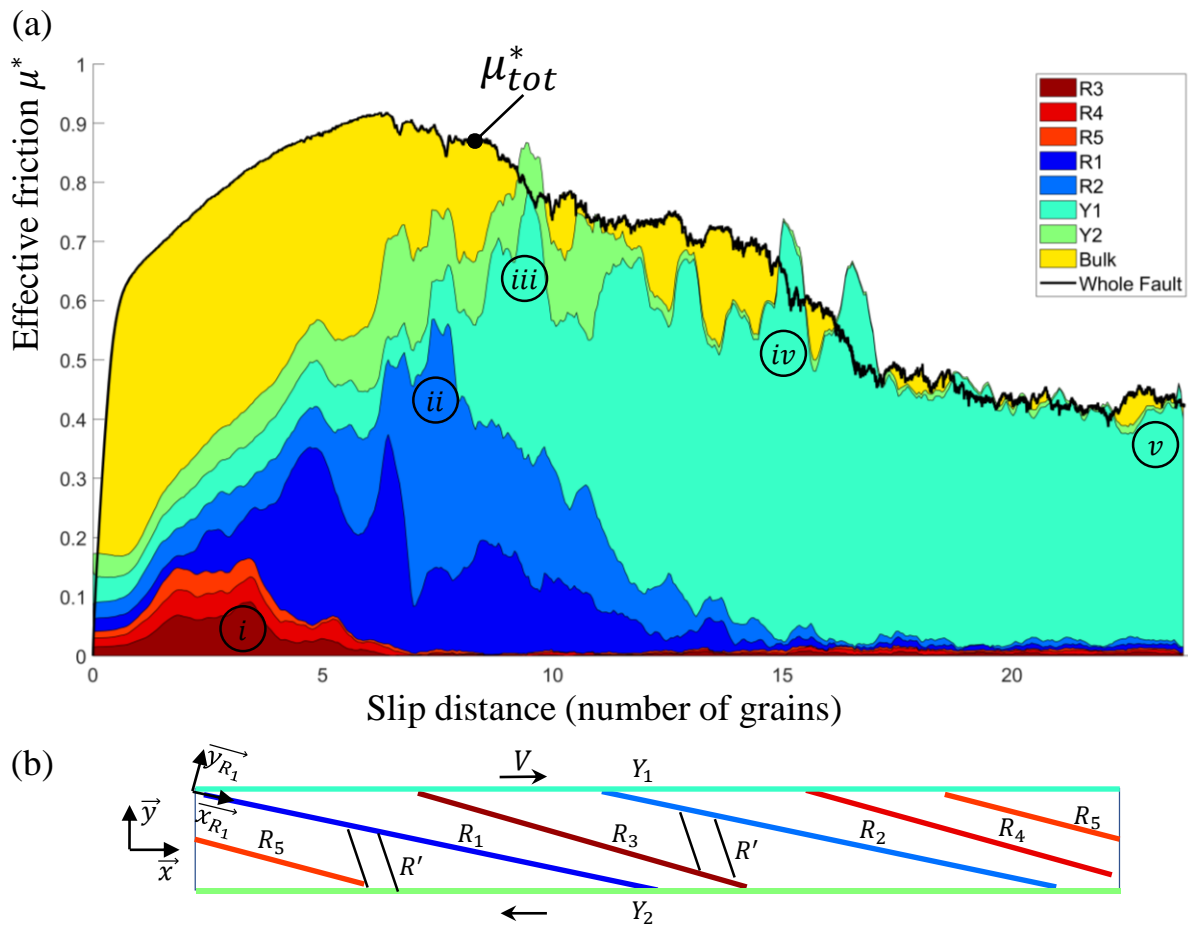 (a)
Effective friction μ*
1
0.9
0.8
0.7
0.6
0.5
0.4
0.3
0.2
0.1
0
μ*tot
R3
R4
R5
R1
R2
Y1
Y2
Bulk
Whole Fault
i
ii
iii
iv
v
0 5 10 15 20
Slip distance (number of grains)
(b)
y_R1
x_R1
y
x
V
Y1
R5
R1
R'
R3
R'
R2
R4
R5
Y2